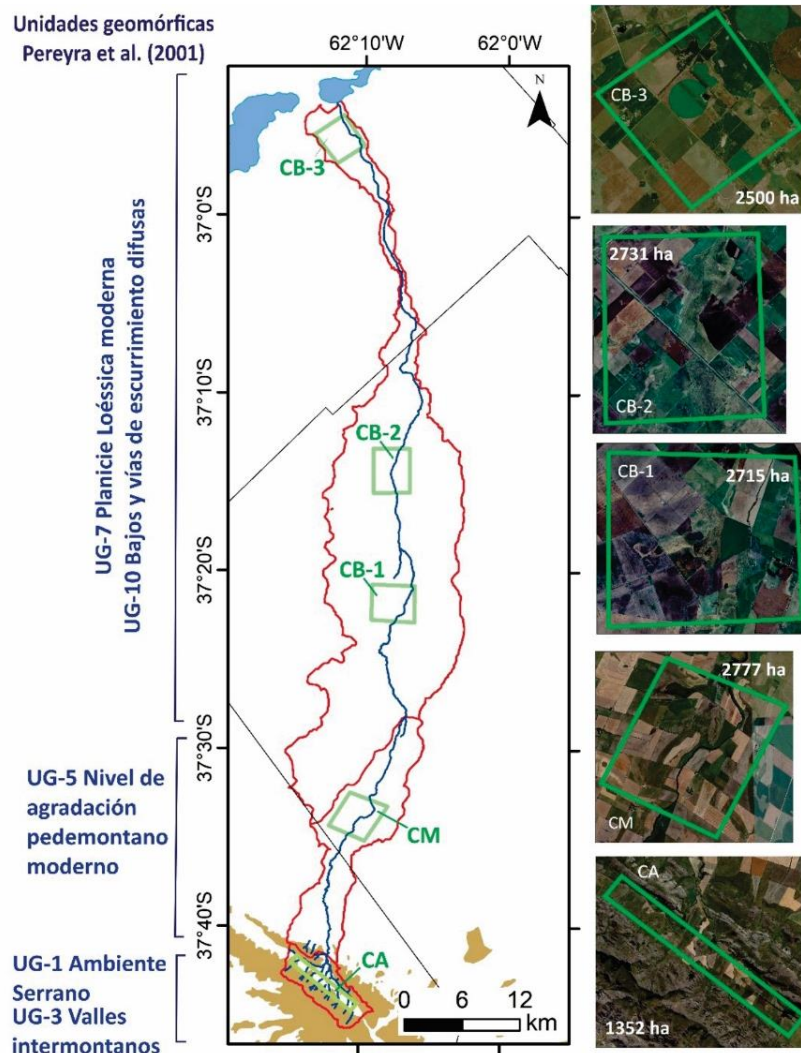 Unidades geomórficas
Pereyra et al. (2001)
62°10'W
62°0'W
N
CB-3
37°0'S
37°10'S
CB-2
37°20'S
CB-1
37°30'S
CM
37°40'S
CA
0 6 12
km
UG-7 Planicie Loéssica moderna
UG-10 Bajos y vías de escurrimiento difusas
UG-5 Nivel de
agradación
pedemontano
moderno
UG-1 Ambiente
Serrano
UG-3 Valles
intermontanos
CB-3
2500 ha
2731 ha
CB-2
CB-1
2715 ha
2777 ha
CM
CA
1352 ha